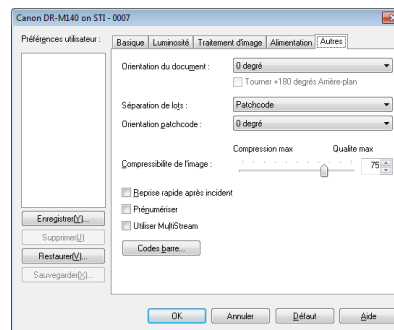 Canon DR-M140 on STI - 0007
Préférences utilisateur :
Basique Luminosité Traitement d'image Alimentation Autres
Orientation du document : 0 degré
Tourner +180 degrés Arrière-plan
Séparation de lots : Patchcode
Orientation patchcode : 0 degré
Compression max Qualite max
Compressibilite de l'image : 75
Reprise rapide après incident
Prénumériser
Utiliser MultiStream
Codes barre...
Enregistrer(Y)...
Supprimer(J)
Restaurer(V)...
Sauvegarder(X)...
OK Annuler Défaut Aide